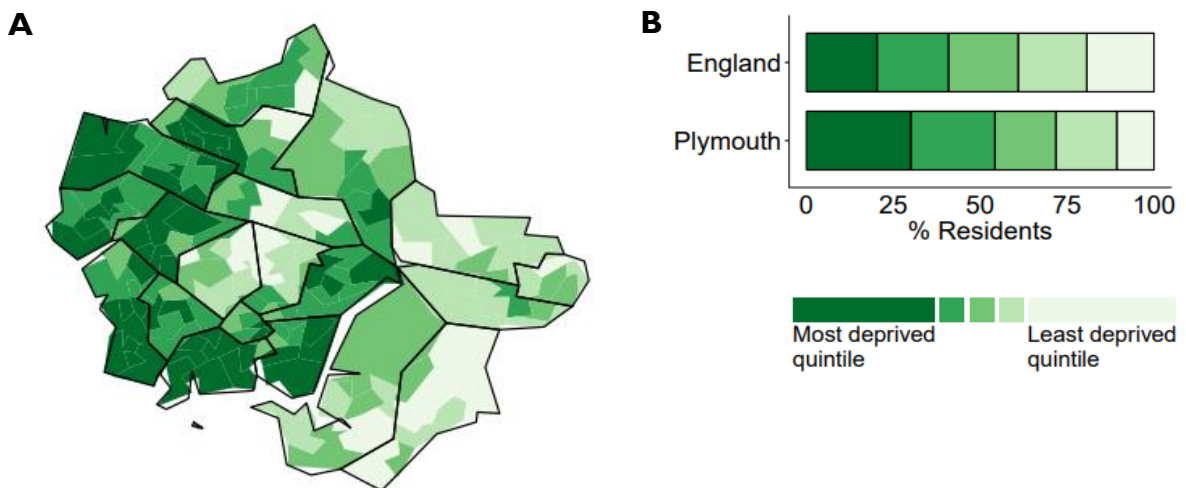 A
B
England
Plymouth
0 25 50 75 100
% Residents
Most deprived
quintile
Least deprived
quintile